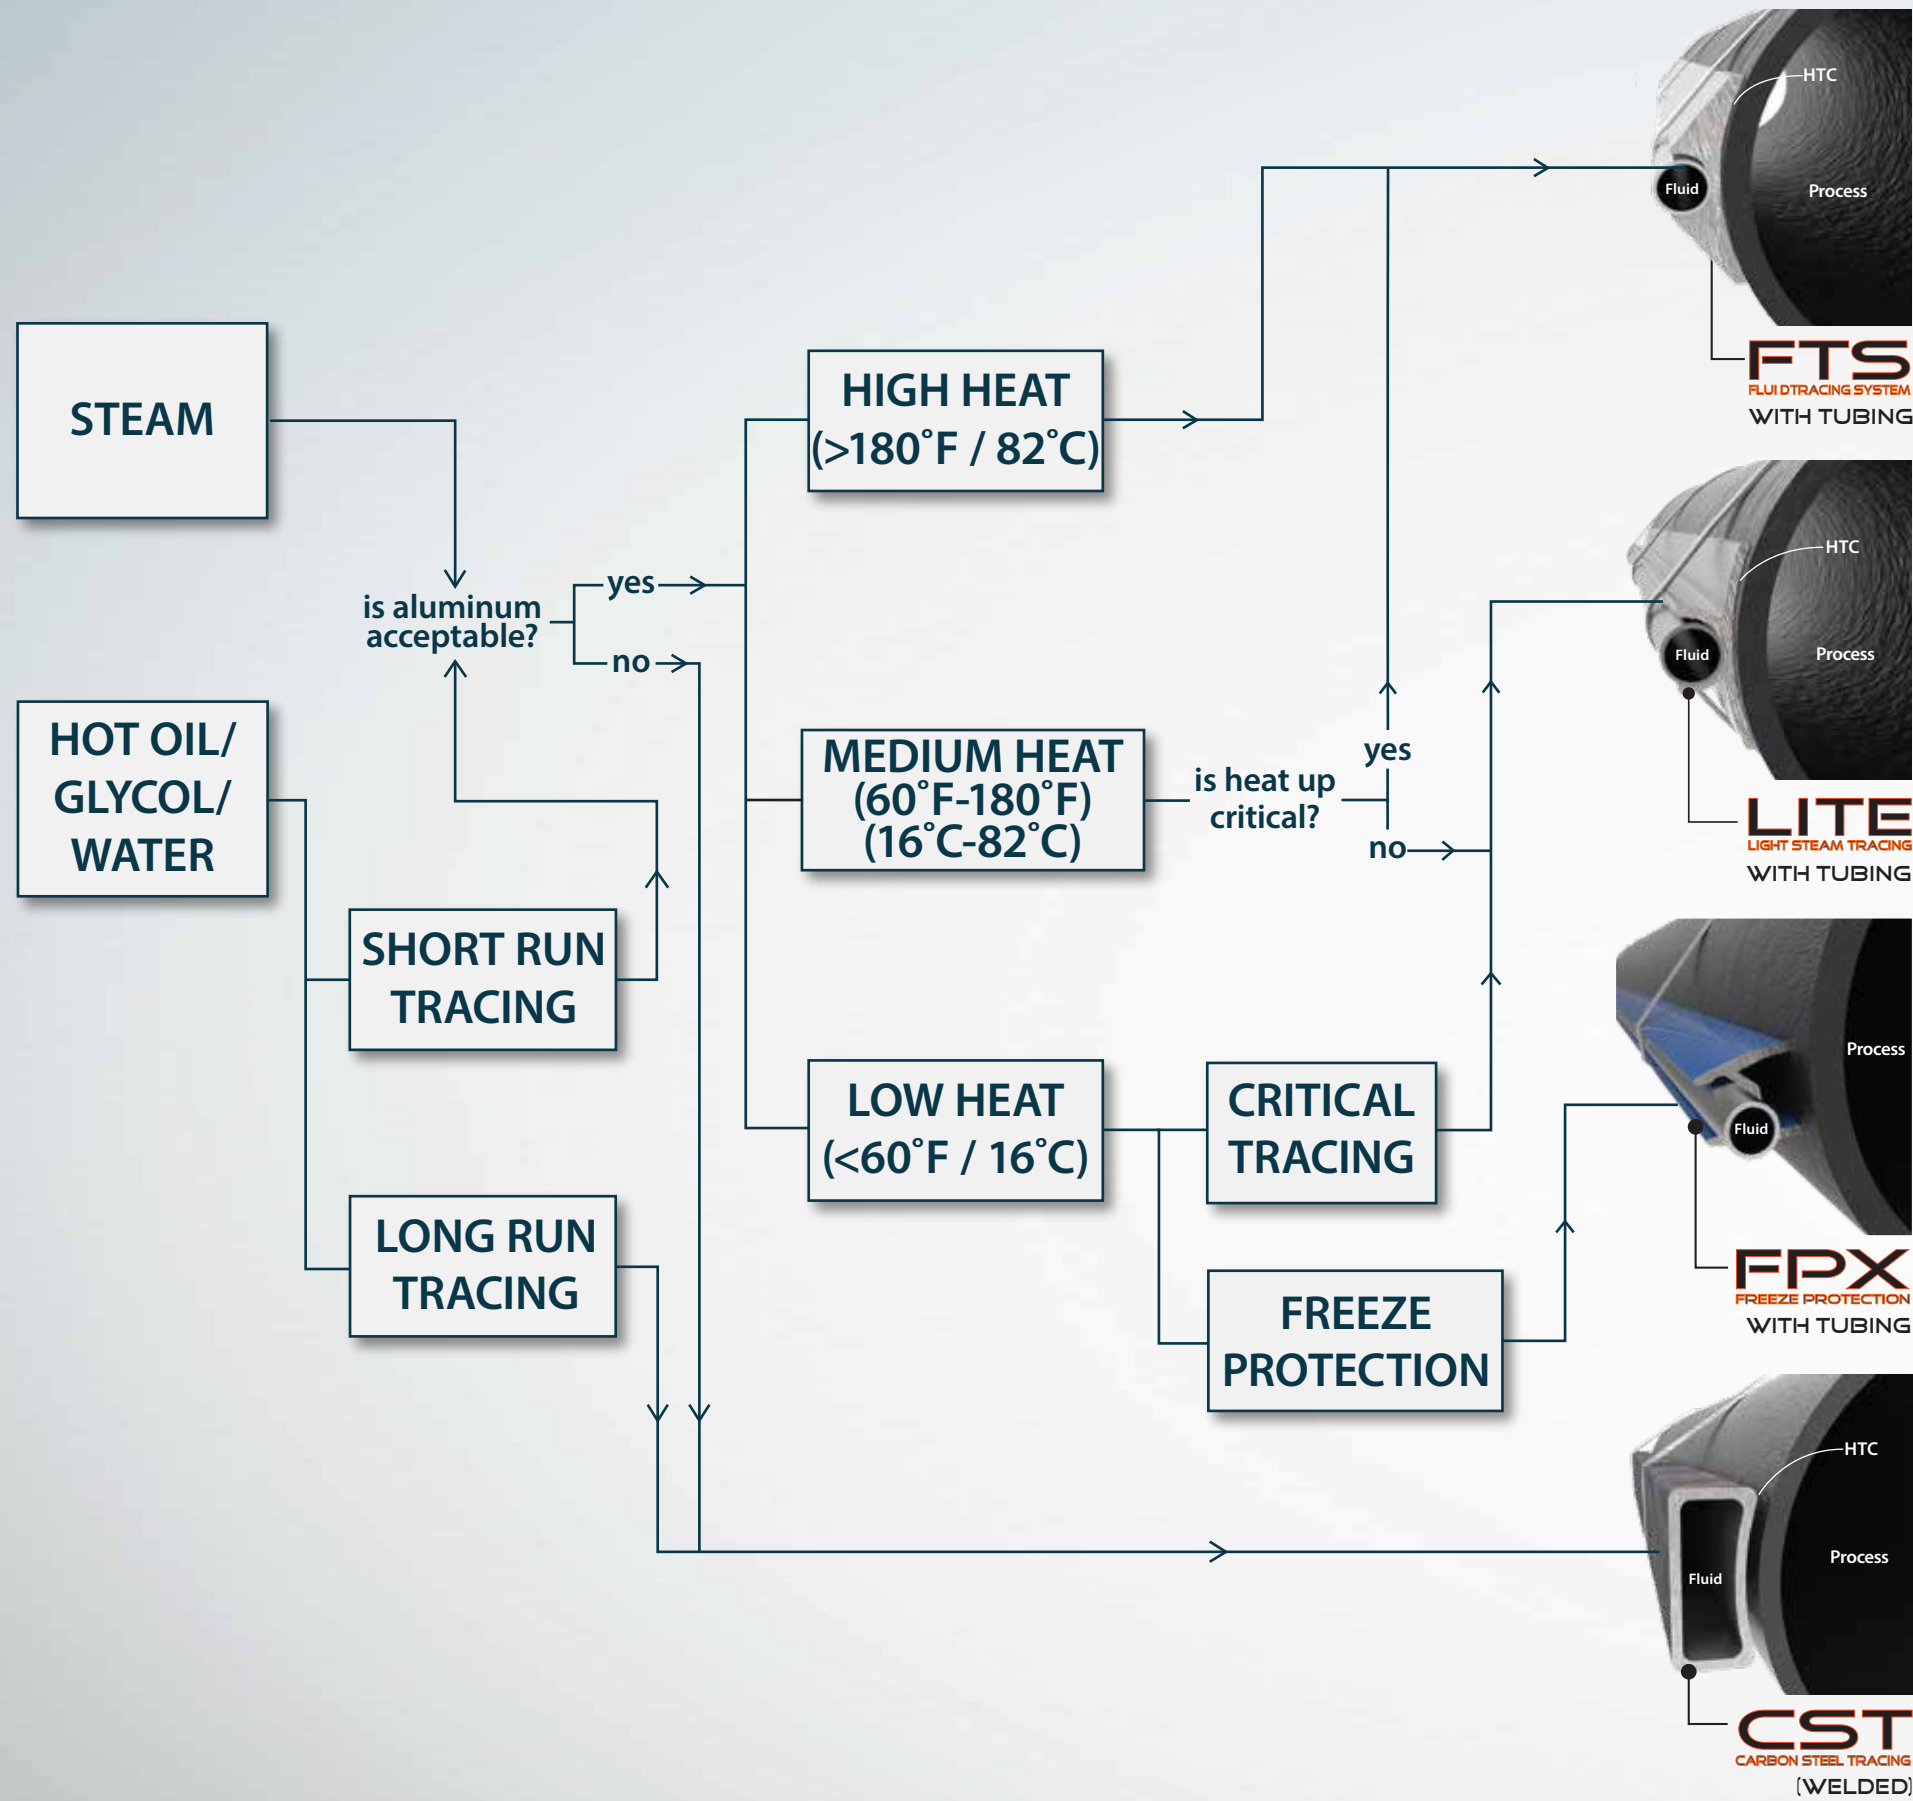 STEAM
HOT OIL/
GLYCOL/
WATER
SHORT RUN
TRACING
LONG RUN
TRACING
is aluminum
acceptable?
yes
no
HIGH HEAT
(>180˚F / 82˚C)
MEDIUM HEAT
(60˚F-180˚F)
(16˚C-82˚C)
is heat up
critical?
yes
no
LOW HEAT
(<60˚F / 16˚C)
CRITICAL
TRACING
FREEZE
PROTECTION
HTC
Fluid
Process
FTS
FLUIDTRACING SYSTEM
WITH TUBING
HTC
Fluid
Process
LITE
LIGHT STEAM TRACING
WITH TUBING
Process
Fluid
FPX
FREEZE PROTECTION
WITH TUBING
HTC
Process
Fluid
CST
CARBON STEEL TRACING
(WELDED)